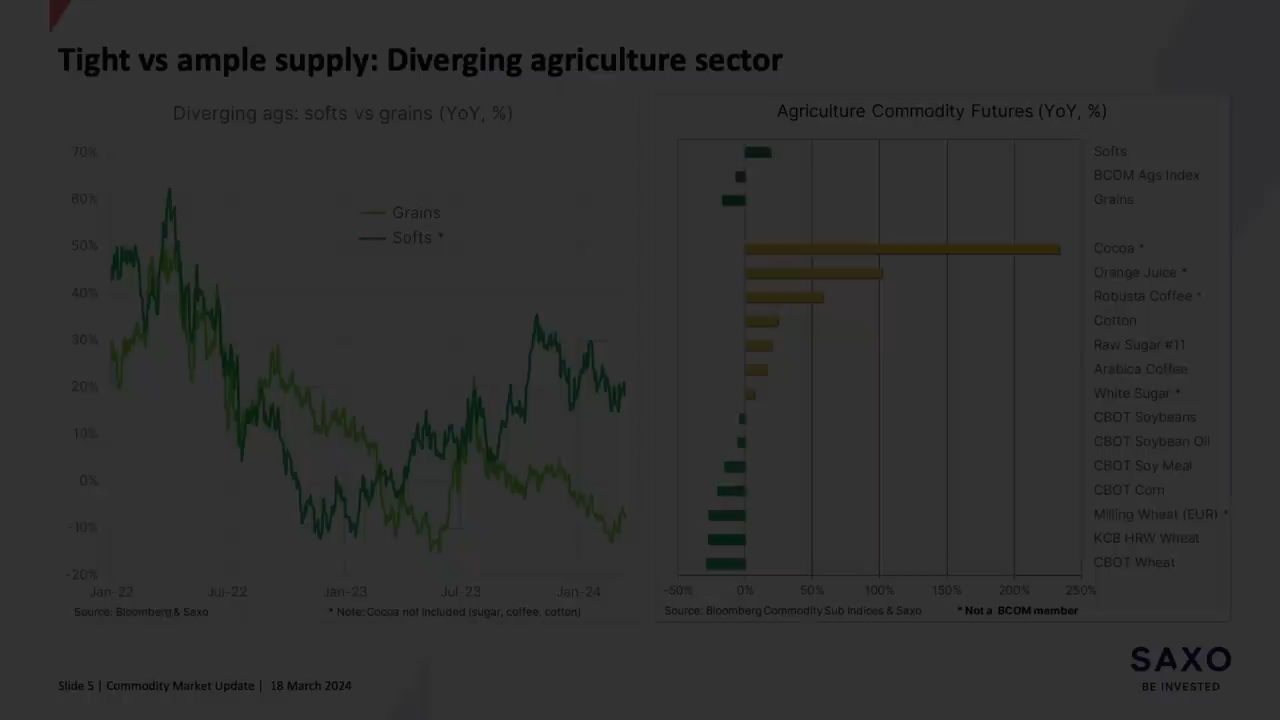 Tight vs ample supply: Diverging agriculture sector
Diverging ags: softs vs grains (YoY, %)
70%
60%
50%
40%
30%
20%
10%
0%
-10%
-20%
Grains
Softs *
Jan-22 Jul-22 Jan-23 Jul-23 Jan-24
Source: Bloomberg & Saxo * Note: Cocoa not included (sugar, coffee, cotton)
Agriculture Commodity Futures (YoY, %)
Softs
BCOM Ags Index
Grains
Cocoa *
Orange Juice *
Robusta Coffee *
Cotton
Raw Sugar #11
Arabica Coffee
White Sugar *
CBOT Soybeans
CBOT Soybean Oil
CBOT Soy Meal
CBOT Corn
Milling Wheat (EUR) *
KCB HRW Wheat
CBOT Wheat
-50% 0% 50% 100% 150% 200% 250%
Source: Bloomberg Commodity Sub Indices & Saxo * Not a BCOM member
SAXO
BE INVESTED
Slide 5 | Commodity Market Update | 18 March 2024